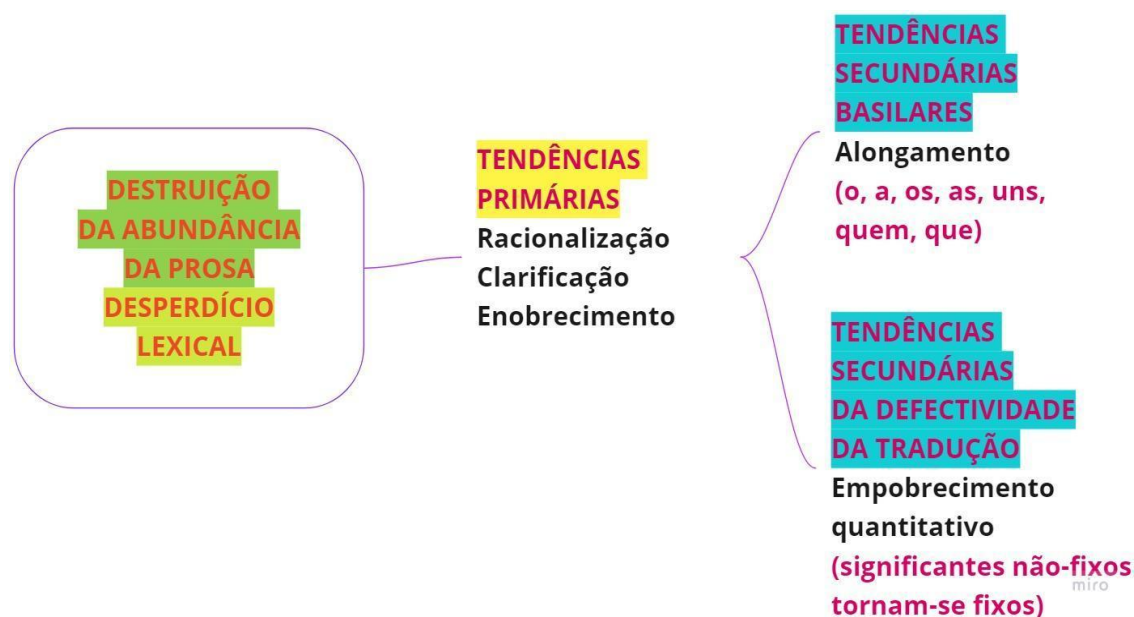 DESTRUIÇÃO
DA ABUNDÂNCIA
DA PROSA
DESPERDÍCIO
LEXICAL
TENDÊNCIAS
PRIMÁRIAS
Racionalização
Clarificação
Enobrecimento
TENDÊNCIAS
SECUNDÁRIAS
BASILARES
Alongamento
(o, a, os, as, uns,
quem, que)
TENDÊNCIAS
SECUNDÁRIAS
DA DEFECTIVIDADE
DA TRADUÇÃO
Empobrecimento
quantitativo
(significantes não-fixos
tornam-se fixos)
miro